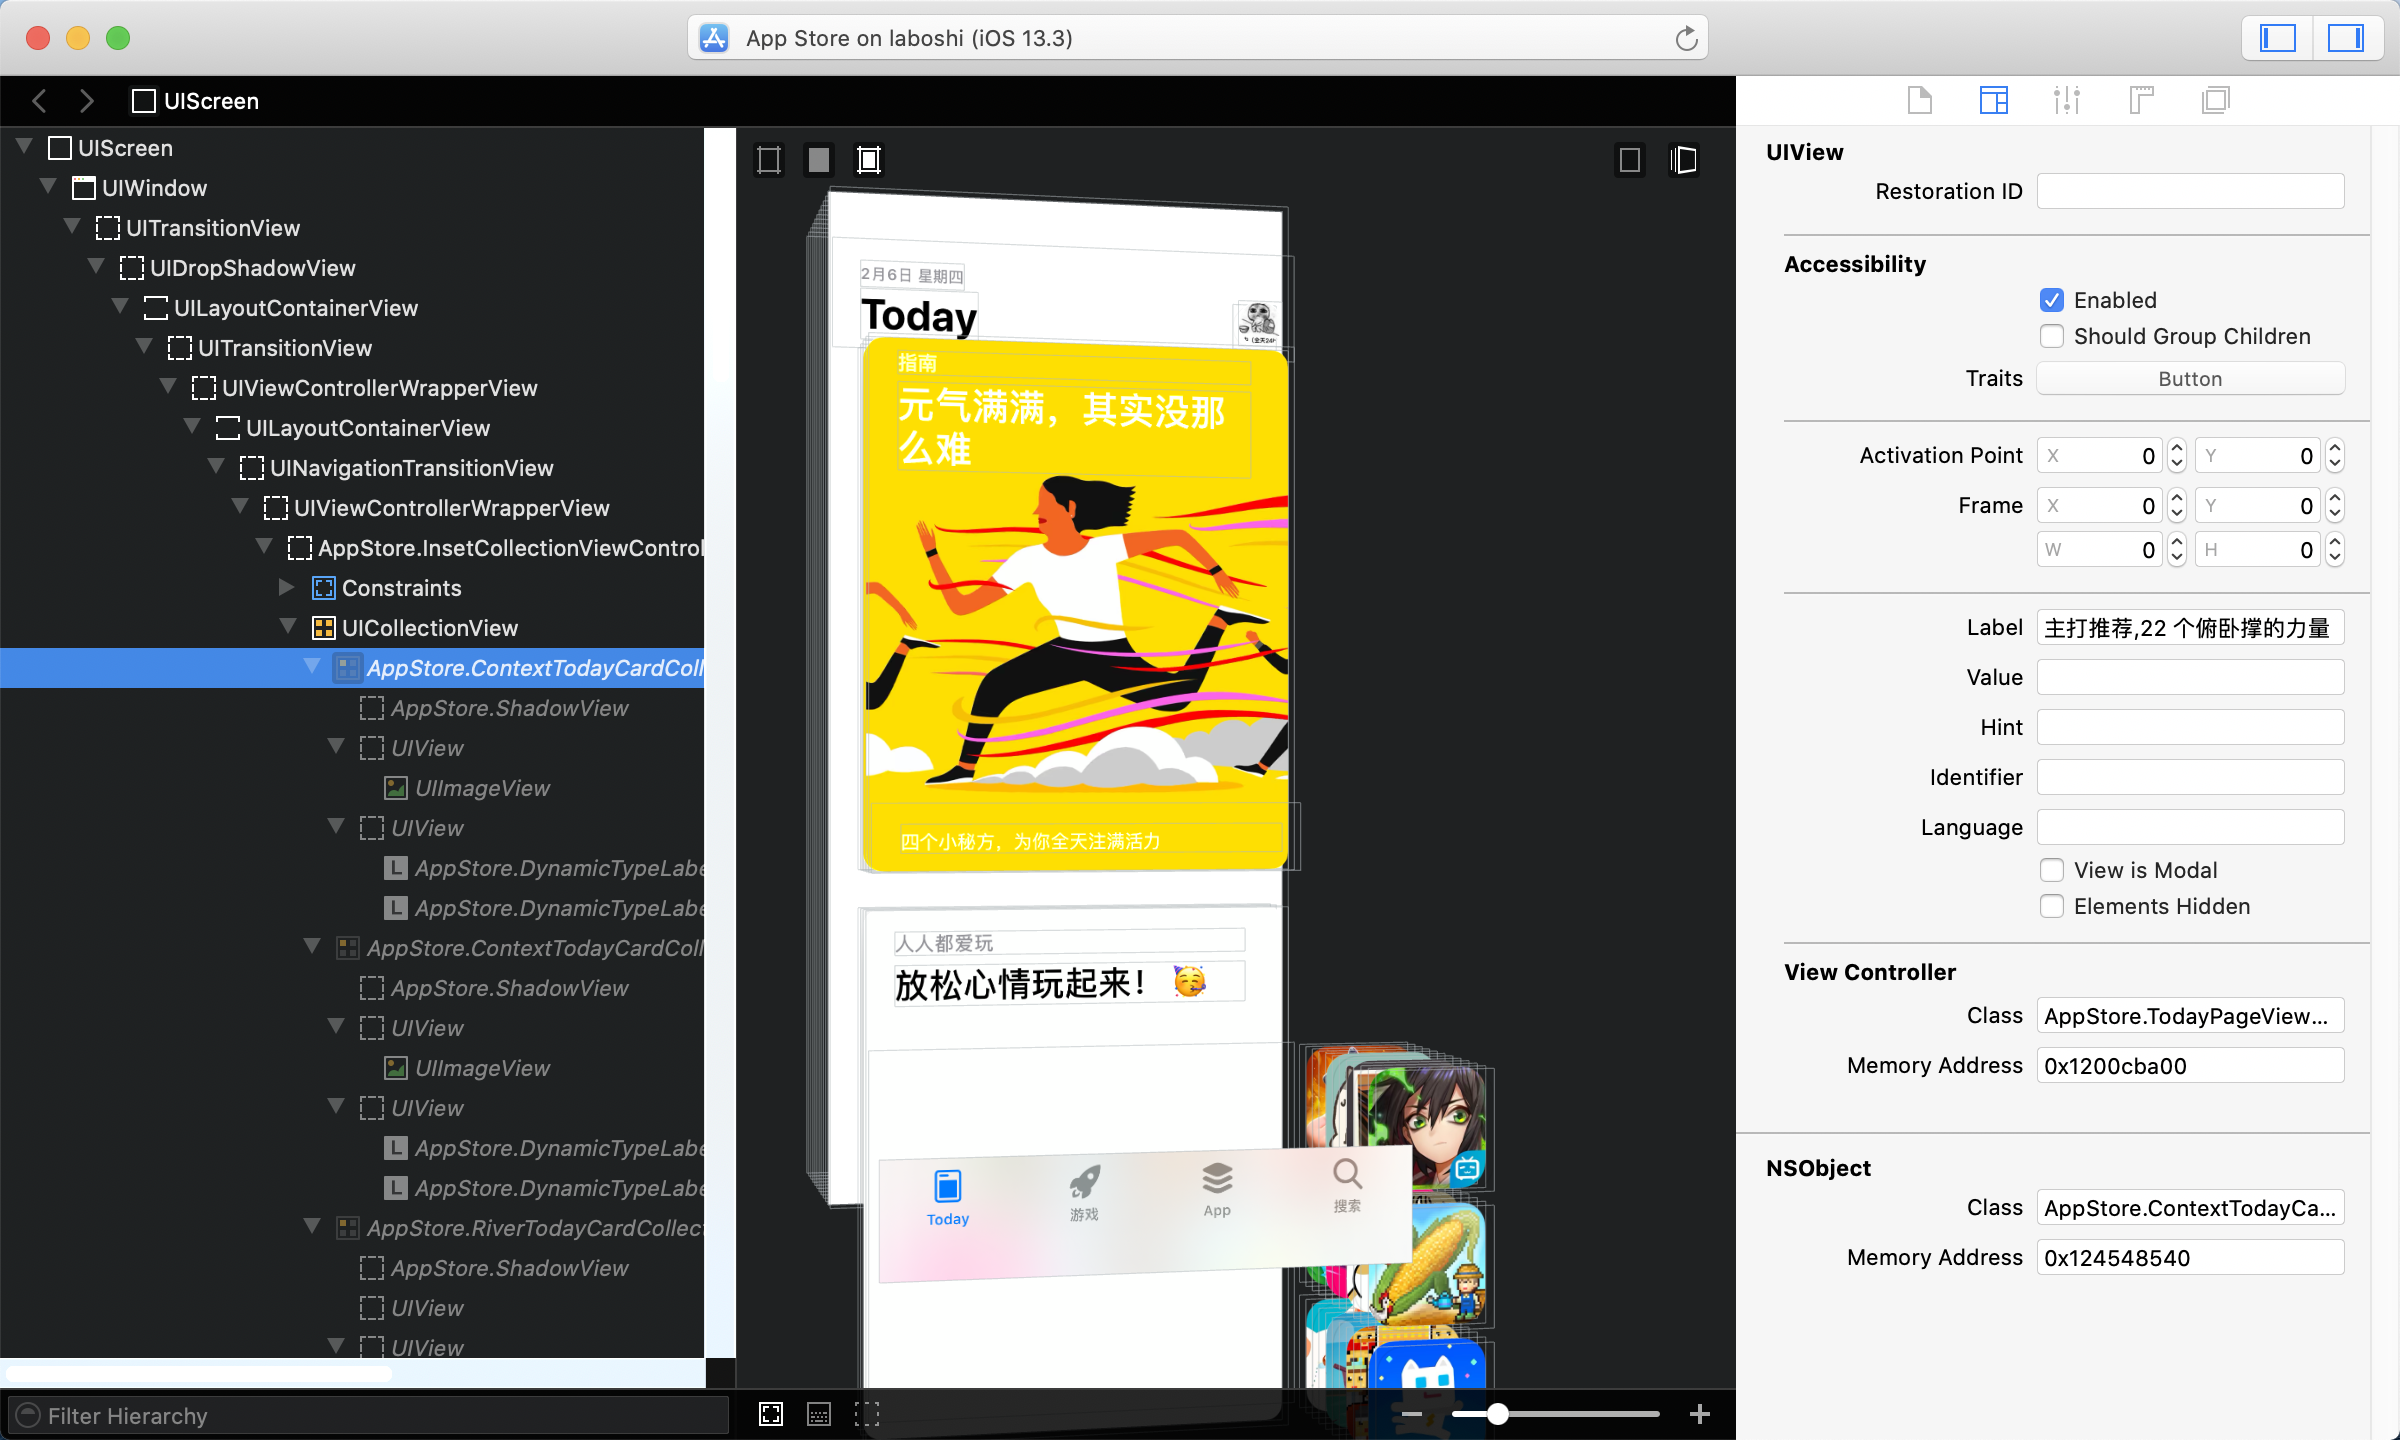 App Store on laboshi (iOS 13.3)
UIScreen
UIScreen
UIWindow
UITransitionView
UIDropShadowView
UILayoutContainerView
UITransitionView
UIViewControllerWrapperView
UILayoutContainerView
UINavigationTransitionView
UIViewControllerWrapperView
AppStore.InsetCollectionViewControl
Constraints
UICollectionView
AppStore.ContextTodayCardColl
AppStore.ShadowView
UIView
UIImageView
UIView
L AppStore.DynamicTypeLabe
L AppStore.DynamicTypeLabe
AppStore.ContextTodayCardColl
AppStore.ShadowView
UIView
UIImageView
UIView
L AppStore.DynamicTypeLabe
L AppStore.DynamicTypeLabe
AppStore.RiverTodayCardCollect
AppStore.ShadowView
UIView
UIView
Filter Hierarchy
2月6日 星期四
Today
指南
元气满满，其实没那
么难
四个小秘方，为你全天注满活力
人人都爱玩
放松心情玩起来！🥳
Today
游戏
App
搜索
UIView
Restoration ID
Accessibility
Enabled
Should Group Children
Traits Button
Activation Point X 0 Y 0
Frame X 0 Y 0
W 0 H 0
Label 主打推荐,22 个俯卧撑的力量
Value
Hint
Identifier
Language
View is Modal
Elements Hidden
View Controller
Class AppStore.TodayPageView...
Memory Address 0x1200cba00
NSObject
Class AppStore.ContextTodayCa...
Memory Address 0x124548540